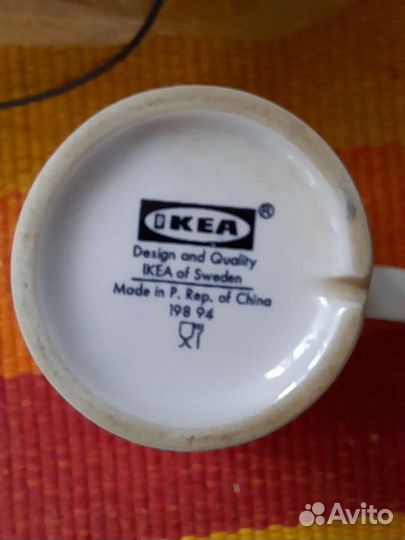 IKEA ®
Design and Quality
IKEA of Sweden
Made in P. Rep. of China
198 94
Avito